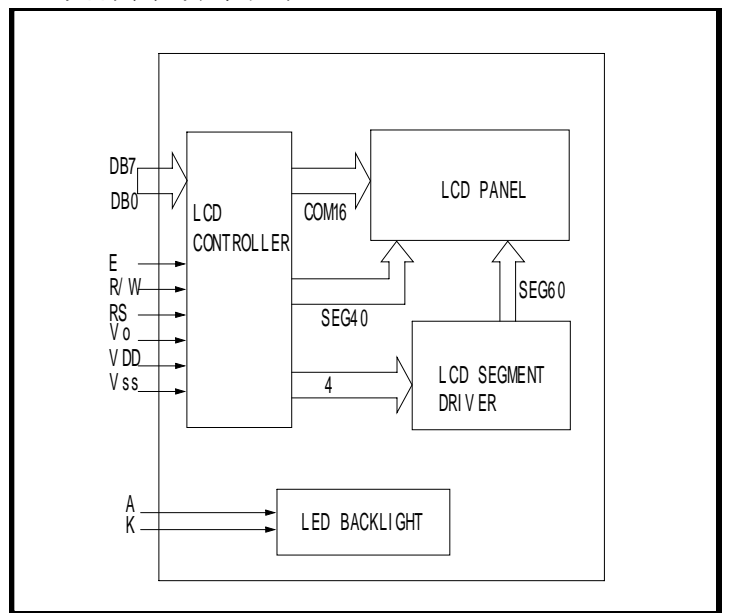 DB7
DB0
LCD
CONTROLLER
COM16
LCD PANEL
E
R/W
RS
Vo
VDD
Vss
SEG40
SEG60
4
LCD SEGMENT
DRIVER
A
K
LED BACKLIGHT